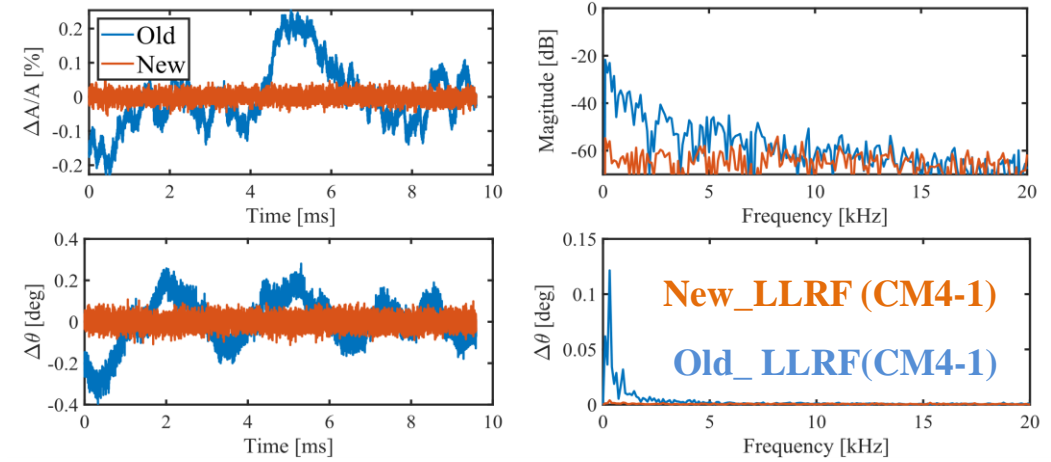 0.2
0.1
0
-0.1
-0.2
ΔA/A [%]
Old
New
0 2 4 6 8 10
Time [ms]
0
-20
-40
-60
Magitude [dB]
0 5 10 15 20
Frequency [kHz]
0.4
0.2
0
-0.2
-0.4
Δθ [deg]
0 2 4 6 8 10
Time [ms]
0.15
0.1
0.05
0
Δθ [deg]
New_LLRF (CM4-1)
Old_ LLRF(CM4-1)
0 5 10 15 20
Frequency [kHz]